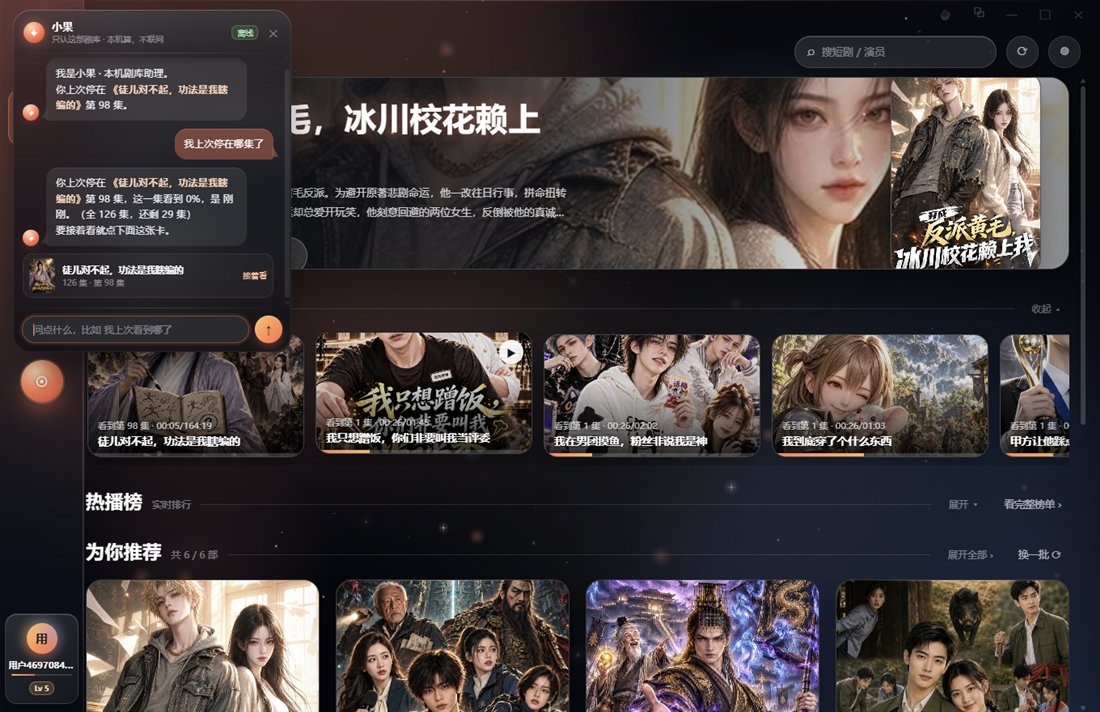 小果
只认这部剧库 · 本机算，不联网
离线
我是小果 · 本机剧库助理。
你上次停在 《徒儿对不起，功法是我瞎
编的》 第 98 集。
我上次停在哪集了
你上次停在 《徒儿对不起，功法是我瞎
编的》 第 98 集，这一集看到 0%，是 刚
刚。（全 126 集，还剩 29 集）
要接着看就点下面这张卡。
徒儿对不起，功法是我瞎编的
126 集 · 第 98 集
接着看
问点什么，比如 我上次看到哪了
搜短剧 / 演员
毛，冰川校花赖上
毛反派。为避开原著悲剧命运，他一改往日行事，拼命扭转
却总爱开玩笑，他刻意回避的两位女生，反倒被他的真诚...
反派黄毛，
冰川校花赖上我
收起
看到第 98 集 · 00:05/164:19
徒儿对不起，功法是我瞎编的
我只想蹭饭，
看到第 1 集 · 00:26/01:45
我只想蹭饭，你们非要叫我当评委
看到第 1 集 · 00:26/02:02
我在男团摸鱼，粉丝非说我是神
看到第 1 集 · 00:26/01:03
我到底穿了个什么东西
看到第 1 集 · 0
热播榜
实时排行
展开
看完整榜单 ›
为你推荐
共 6 / 6 部
展开全部 ›
换一批
用
用户4697084...
Lv 5